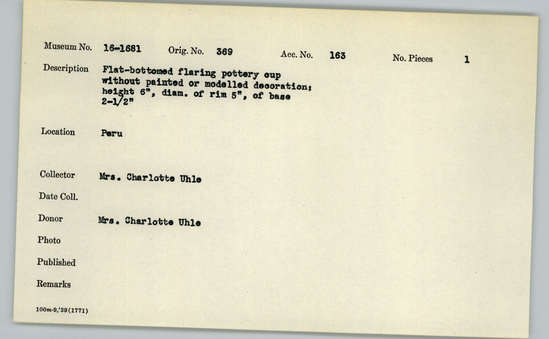 Museum No. 16-1681 Orig. No. 369 Acc. No. 163 No. Pieces 1
Description Flat-bottomed flaring pottery cup
without painted or modelled decoration;
height 6", diam. of rim 5", of base
2-1/2"
Location Peru
Collector Mrs. Charlotte Uhle
Date Coll.
Donor Mrs. Charlotte Uhle
Photo
Published
Remarks
100m-9,'39(1771)